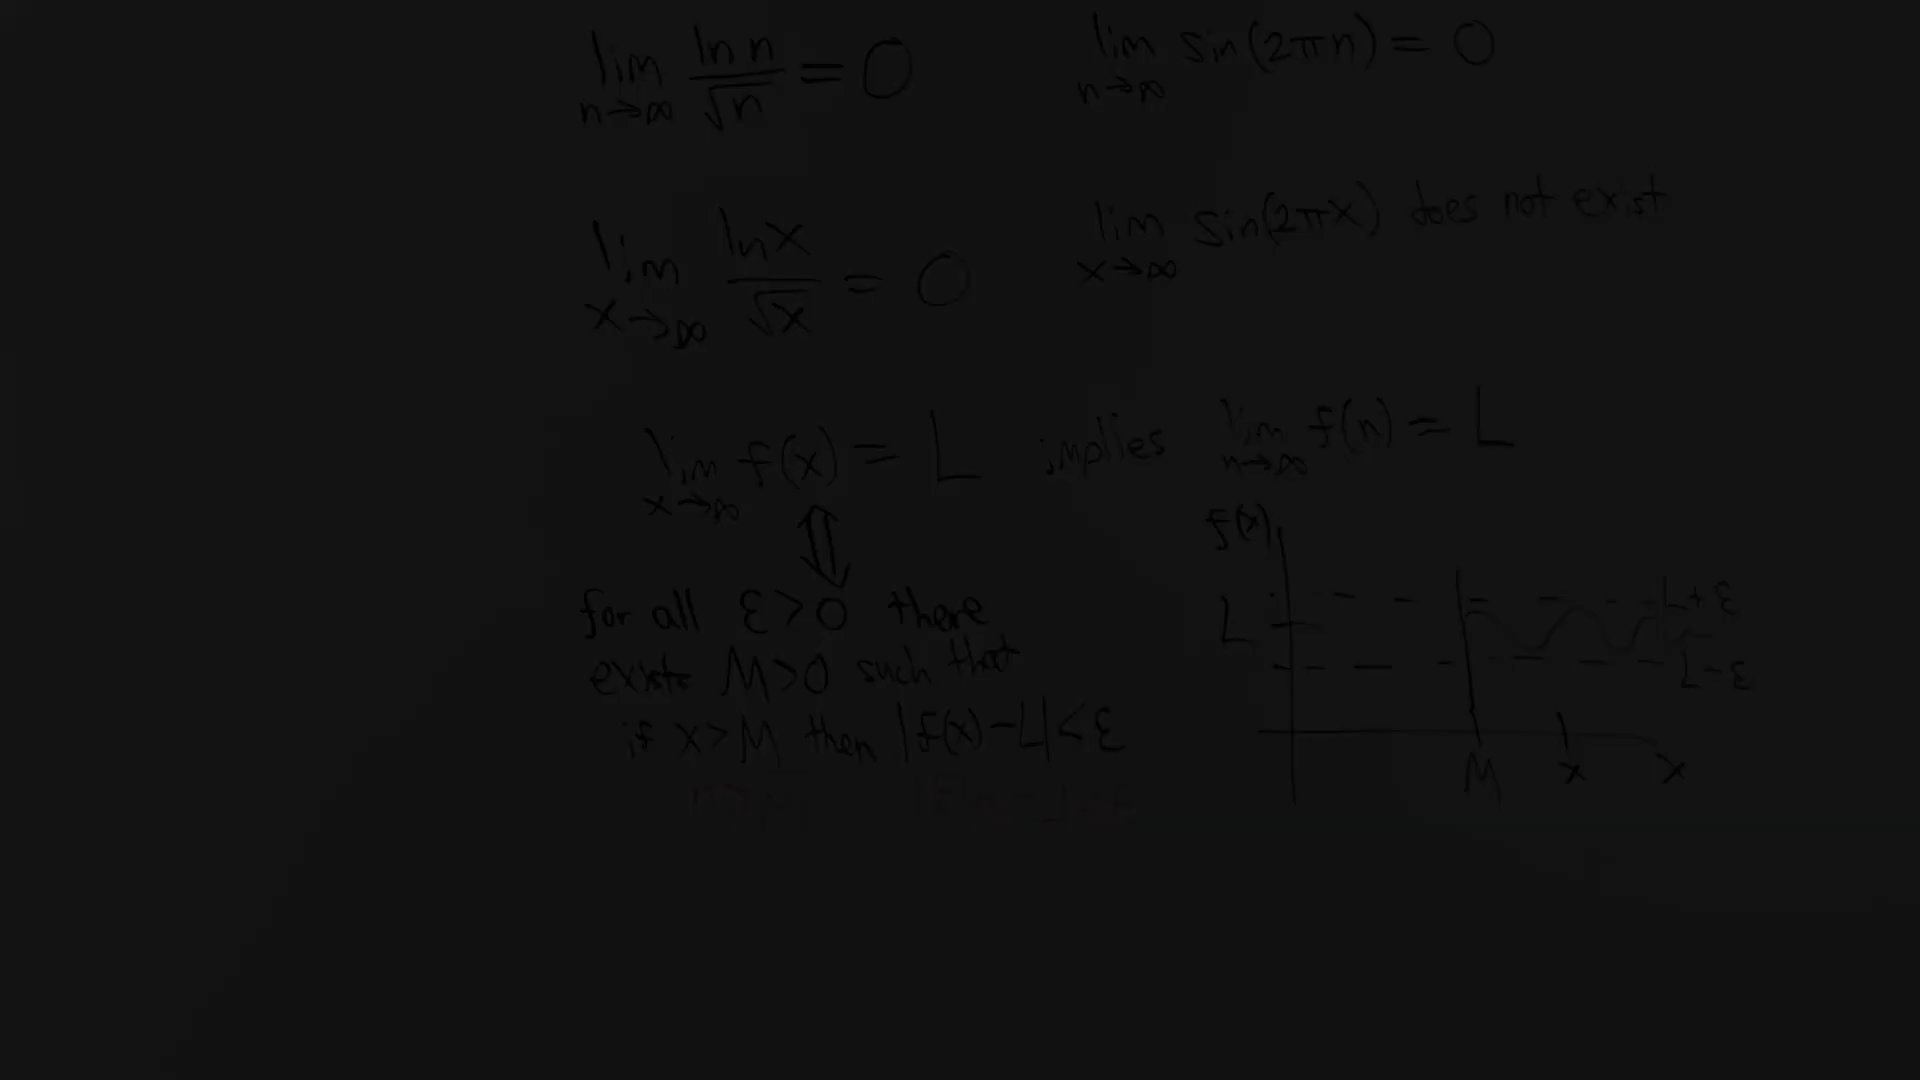 lim n→∞ ln n / √n = 0
lim n→∞ sin(2πn) = 0
lim x→∞ ln x / √x = 0
lim x→∞ sin(2πx) does not exist
lim x→∞ f(x) = L implies lim n→∞ f(n) = L
⇕
for all ε>0 there
exists M>0 such that
if x>M then |f(x)-L|<ε
f(x)
L+ε
L
L-ε
M x x